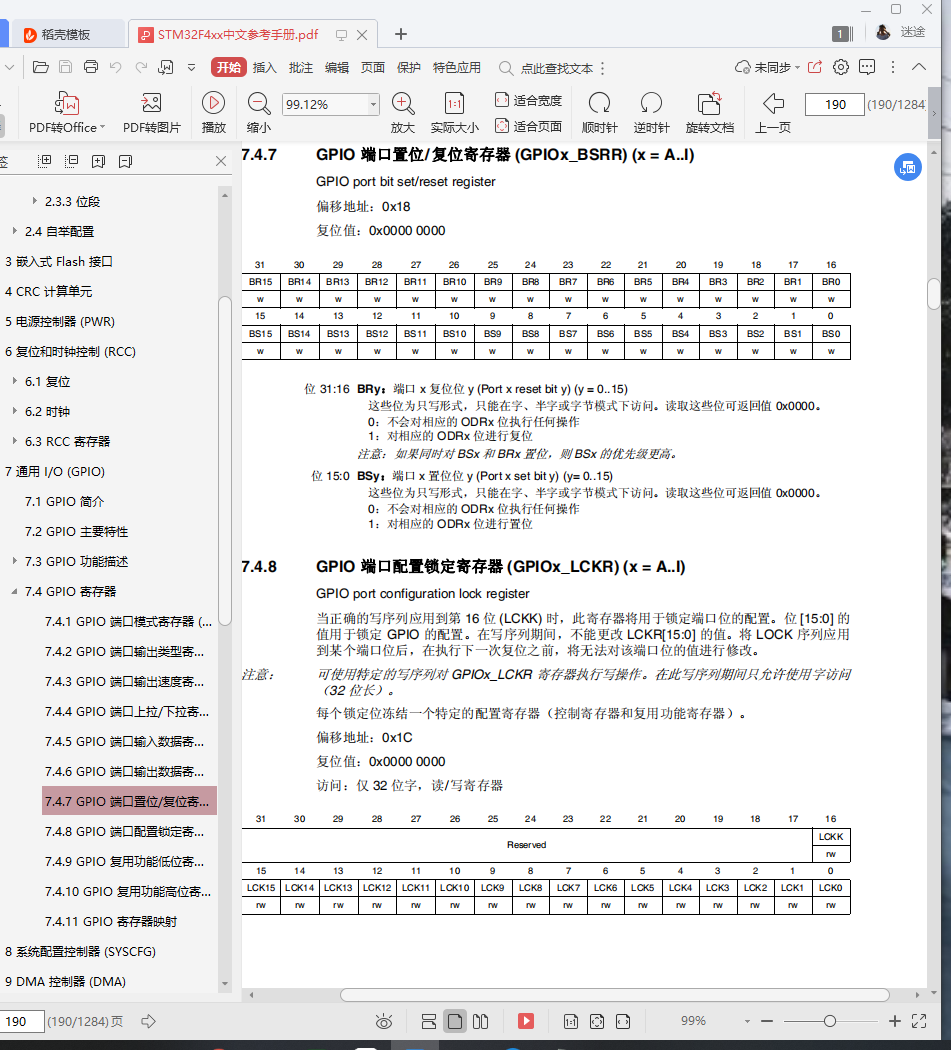 稻壳模板
STM32F4xx中文参考手册.pdf
1
迷途
开始 插入 批注 编辑 页面 保护 特色应用 点此查找文本
未同步
PDF转Office PDF转图片 播放 缩小 99.12% 放大 实际大小 适合宽度 适合页面 顺时针 逆时针 旋转文档 上一页 190 (190/1284
1:1
签
2.3.3 位段
2.4 自举配置
3 嵌入式 Flash 接口
4 CRC 计算单元
5 电源控制器 (PWR)
6 复位和时钟控制 (RCC)
6.1 复位
6.2 时钟
6.3 RCC 寄存器
7 通用 I/O (GPIO)
7.1 GPIO 简介
7.2 GPIO 主要特性
7.3 GPIO 功能描述
7.4 GPIO 寄存器
7.4.1 GPIO 端口模式寄存器 (...
7.4.2 GPIO 端口输出类型寄...
7.4.3 GPIO 端口输出速度寄...
7.4.4 GPIO 端口上拉/下拉寄...
7.4.5 GPIO 端口输入数据寄...
7.4.6 GPIO 端口输出数据寄...
7.4.7 GPIO 端口置位/复位寄...
7.4.8 GPIO 端口配置锁定寄...
7.4.9 GPIO 复用功能低位寄...
7.4.10 GPIO 复用功能高位寄...
7.4.11 GPIO 寄存器映射
8 系统配置控制器 (SYSCFG)
9 DMA 控制器 (DMA)
7.4.7 GPIO 端口置位/复位寄存器 (GPIOx_BSRR) (x = A..I)
GPIO port bit set/reset register
偏移地址：0x18
复位值：0x0000 0000
31 30 29 28 27 26 25 24 23 22 21 20 19 18 17 16
BR15 BR14 BR13 BR12 BR11 BR10 BR9 BR8 BR7 BR6 BR5 BR4 BR3 BR2 BR1 BR0
w w w w w w w w w w w w w w w w
15 14 13 12 11 10 9 8 7 6 5 4 3 2 1 0
BS15 BS14 BS13 BS12 BS11 BS10 BS9 BS8 BS7 BS6 BS5 BS4 BS3 BS2 BS1 BS0
w w w w w w w w w w w w w w w w
位 31:16 BRy：端口 x 复位位 y (Port x reset bit y) (y = 0..15)
这些位为只写形式，只能在字、半字或字节模式下访问。读取这些位可返回值 0x0000。
0：不会对相应的 ODRx 位执行任何操作
1：对相应的 ODRx 位进行复位
注意：如果同时对 BSx 和 BRx 置位，则 BSx 的优先级更高。
位 15:0 BSy：端口 x 置位位 y (Port x set bit y) (y= 0..15)
这些位为只写形式，只能在字、半字或字节模式下访问。读取这些位可返回值 0x0000。
0：不会对相应的 ODRx 位执行任何操作
1：对相应的 ODRx 位进行置位
7.4.8 GPIO 端口配置锁定寄存器 (GPIOx_LCKR) (x = A..I)
GPIO port configuration lock register
当正确的写序列应用到第 16 位 (LCKK) 时，此寄存器将用于锁定端口位的配置。位 [15:0] 的
值用于锁定 GPIO 的配置。在写序列期间，不能更改 LCKR[15:0] 的值。将 LOCK 序列应用
到某个端口位后，在执行下一次复位之前，将无法对该端口位的值进行修改。
注意： 可使用特定的写序列对 GPIOx_LCKR 寄存器执行写操作。在此写序列期间只允许使用字访问
（32 位长）。
每个锁定位冻结一个特定的配置寄存器（控制寄存器和复用功能寄存器）。
偏移地址：0x1C
复位值：0x0000 0000
访问：仅 32 位字，读/写寄存器
31 30 29 28 27 26 25 24 23 22 21 20 19 18 17 16
Reserved LCKK
rw
15 14 13 12 11 10 9 8 7 6 5 4 3 2 1 0
LCK15 LCK14 LCK13 LCK12 LCK11 LCK10 LCK9 LCK8 LCK7 LCK6 LCK5 LCK4 LCK3 LCK2 LCK1 LCK0
rw rw rw rw rw rw rw rw rw rw rw rw rw rw rw rw
190 (190/1284)页 1:1 99%